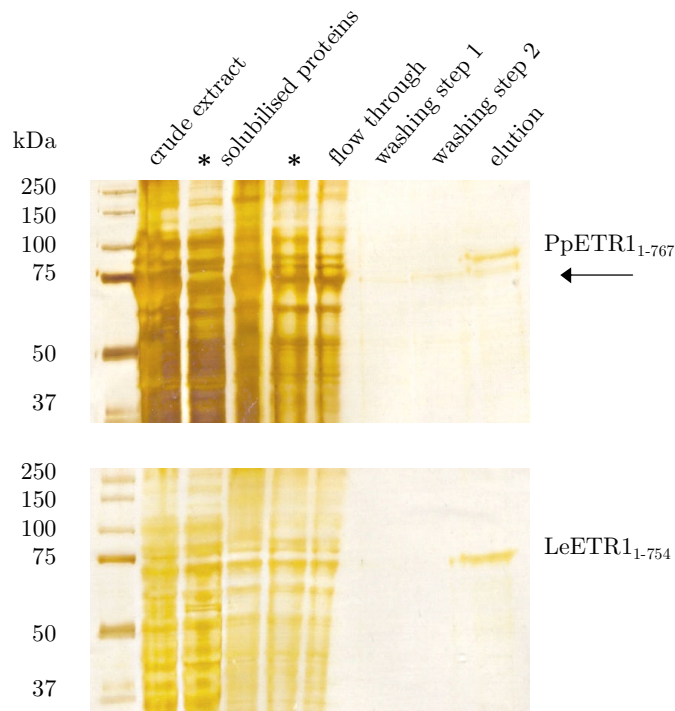 crude extract
*
solubilised proteins
*
flow through
washing step 1
washing step 2
elution
kDa
250
150
100
75
50
37
PpETR1₁₋₇₆₇
250
150
100
75
50
37
LeETR1₁₋₇₅₄